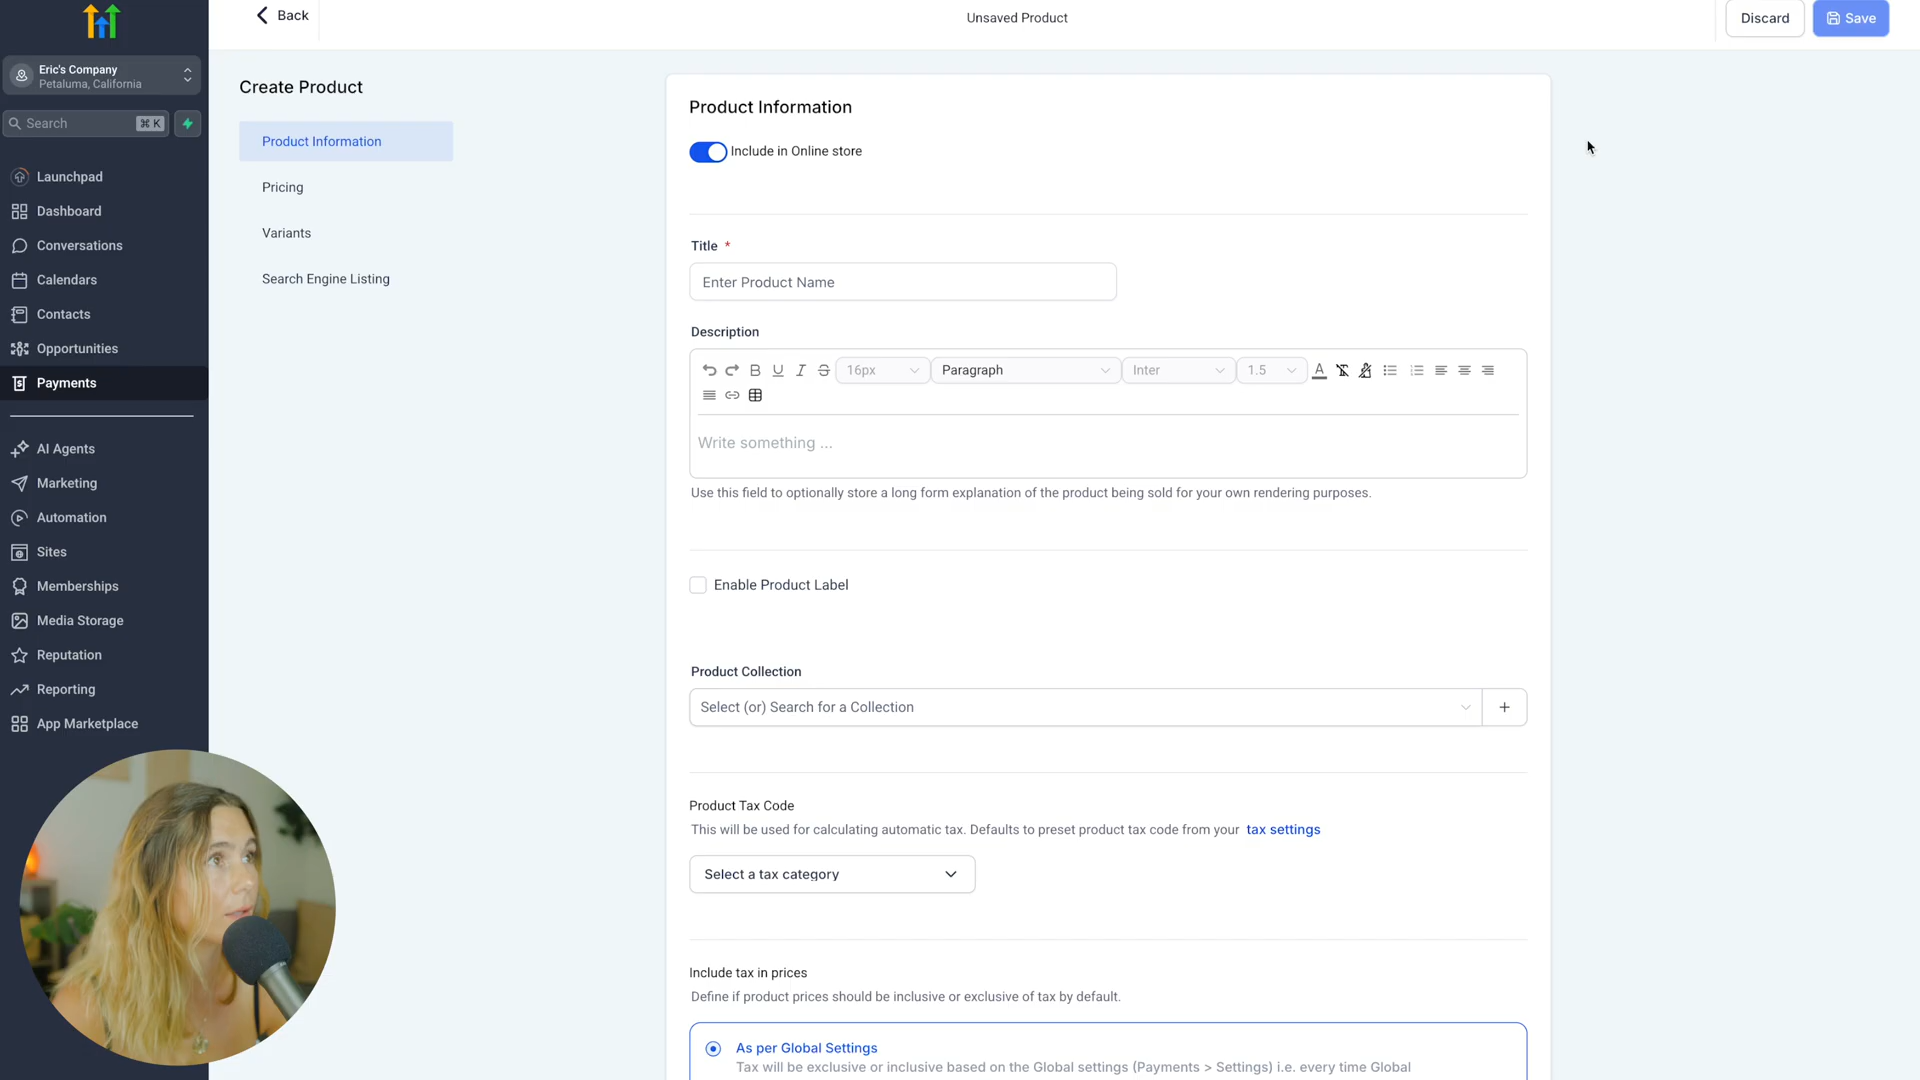 Back
Unsaved Product
Discard
Save
Eric's Company
Petaluma, California
Search
⌘ K
Launchpad
Dashboard
Conversations
Calendars
Contacts
Opportunities
Payments
AI Agents
Marketing
Automation
Sites
Memberships
Media Storage
Reputation
Reporting
App Marketplace
Create Product
Product Information
Pricing
Variants
Search Engine Listing
Product Information
Include in Online store
Title *
Enter Product Name
Description
16px
Paragraph
Inter
1.5
Write something ...
Use this field to optionally store a long form explanation of the product being sold for your own rendering purposes.
Enable Product Label
Product Collection
Select (or) Search for a Collection
Product Tax Code
This will be used for calculating automatic tax. Defaults to preset product tax code from your tax settings
Select a tax category
Include tax in prices
Define if product prices should be inclusive or exclusive of tax by default.
As per Global Settings
Tax will be exclusive or inclusive based on the Global settings (Payments > Settings) i.e. every time Global